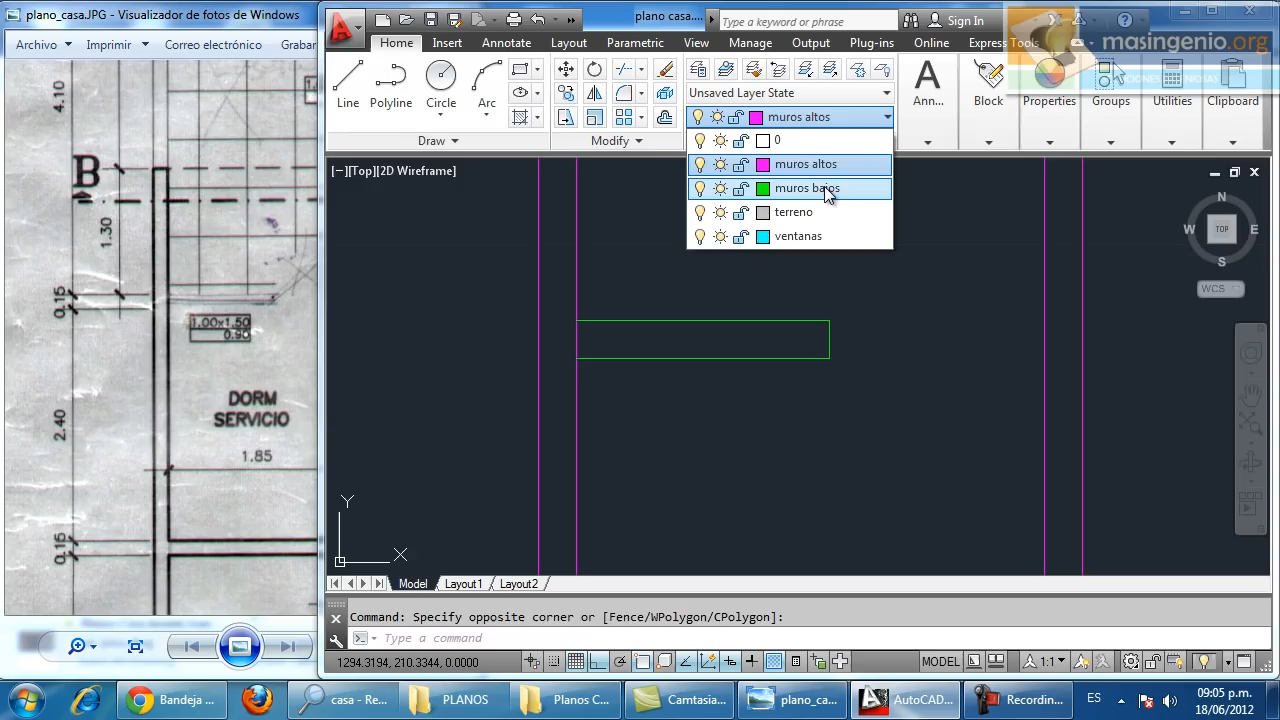 plano_casa.JPG - Visualizador de fotos de Windows
Archivo
Imprimir
Correo electrónico
Grabar
4.10
B
1.30
0.15
1.00x1.50
0.90
2.40
DORM
SERVICIO
1.85
0.15
plano casa....
Type a keyword or phrase
Sign In
masingenio.org
Home
Insert
Annotate
Layout
Parametric
View
Manage
Output
Plug-ins
Online
Express Tools
Line
Polyline
Circle
Arc
Draw
Modify
Unsaved Layer State
muros altos
0
muros altos
muros bajos
terreno
ventanas
Ann...
Block
Properties
Groups
Utilities
Clipboard
[−][Top][2D Wireframe]
N
W
TOP
E
S
WCS
Y
X
Model
Layout1
Layout2
Command: Specify opposite corner or [Fence/WPolygon/CPolygon]:
Type a command
1294.3194, 210.3344, 0.0000
MODEL
1:1
Bandeja ...
casa - Re...
PLANOS
Planos C...
Camtasia...
plano_ca...
AutoCAD...
Recordin...
ES
09:05 p.m.
18/06/2012